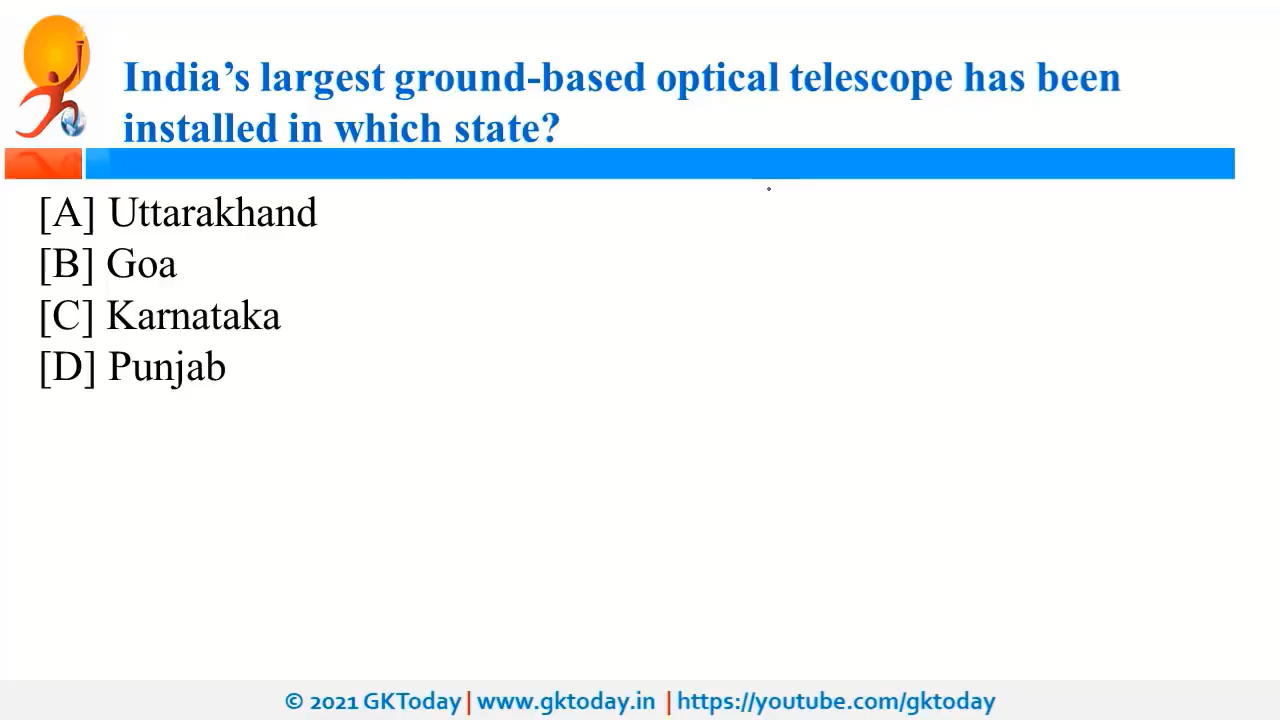 India’s largest ground-based optical telescope has been
installed in which state?
[A] Uttarakhand
[B] Goa
[C] Karnataka
[D] Punjab
© 2021 GKToday | www.gktoday.in | https://youtube.com/gktoday